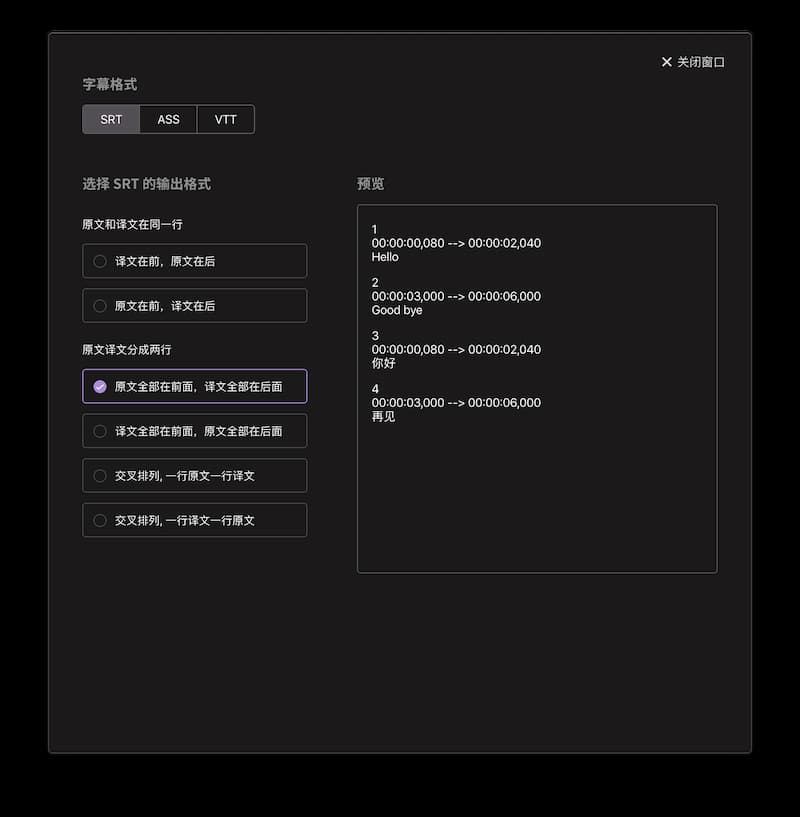 关闭窗口
字幕格式
SRT
ASS
VTT
选择 SRT 的输出格式
原文和译文在同一行
译文在前，原文在后
原文在前，译文在后
原文译文分成两行
原文全部在前面，译文全部在后面
译文全部在前面，原文全部在后面
交叉排列, 一行原文一行译文
交叉排列, 一行译文一行原文
预览
1
00:00:00,080 --> 00:00:02,040
Hello
2
00:00:03,000 --> 00:00:06,000
Good bye
3
00:00:00,080 --> 00:00:02,040
你好
4
00:00:03,000 --> 00:00:06,000
再见